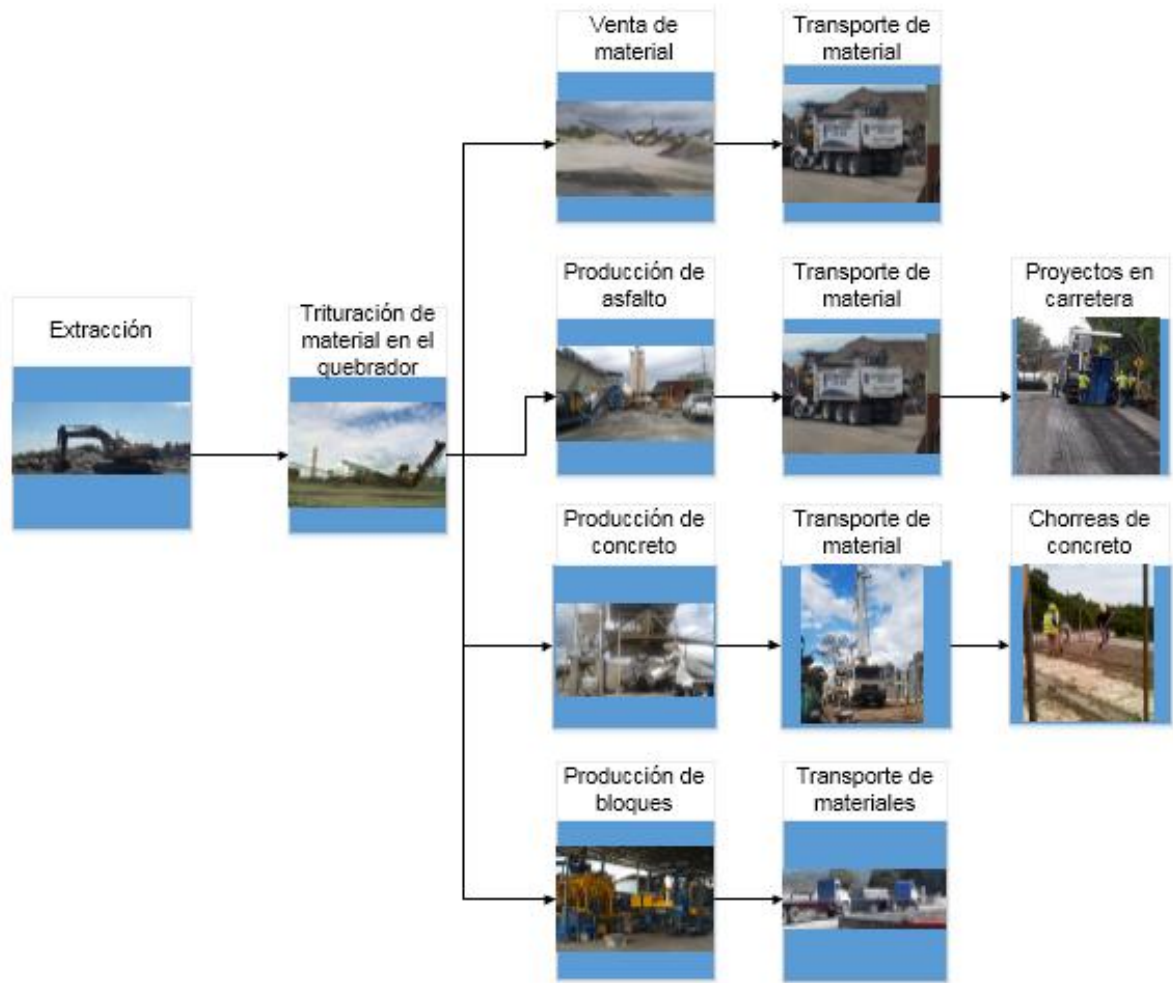 Venta de
material
Transporte de
material
Producción de
asfalto
Transporte de
material
Proyectos en
carretera
Extracción
Trituración de
material en el
quebrador
Producción de
concreto
Transporte de
material
Chorreas de
concreto
Producción de
bloques
Transporte de
materiales